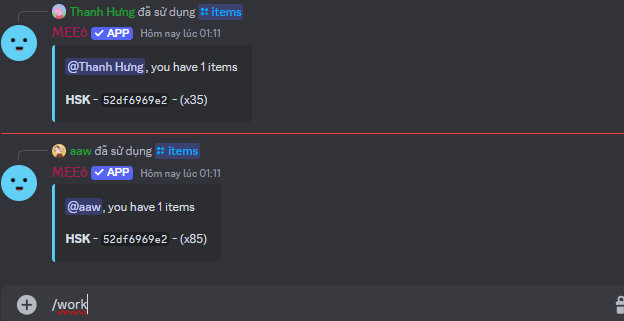 Thanh Hưng đã sử dụng items
MEE6 ✓ APP Hôm nay lúc 01:11
@Thanh Hưng, you have 1 items
HSK - 52df6969e2 - (x35)
aaw đã sử dụng items
MEE6 ✓ APP Hôm nay lúc 01:11
@aaw, you have 1 items
HSK - 52df6969e2 - (x85)
/work